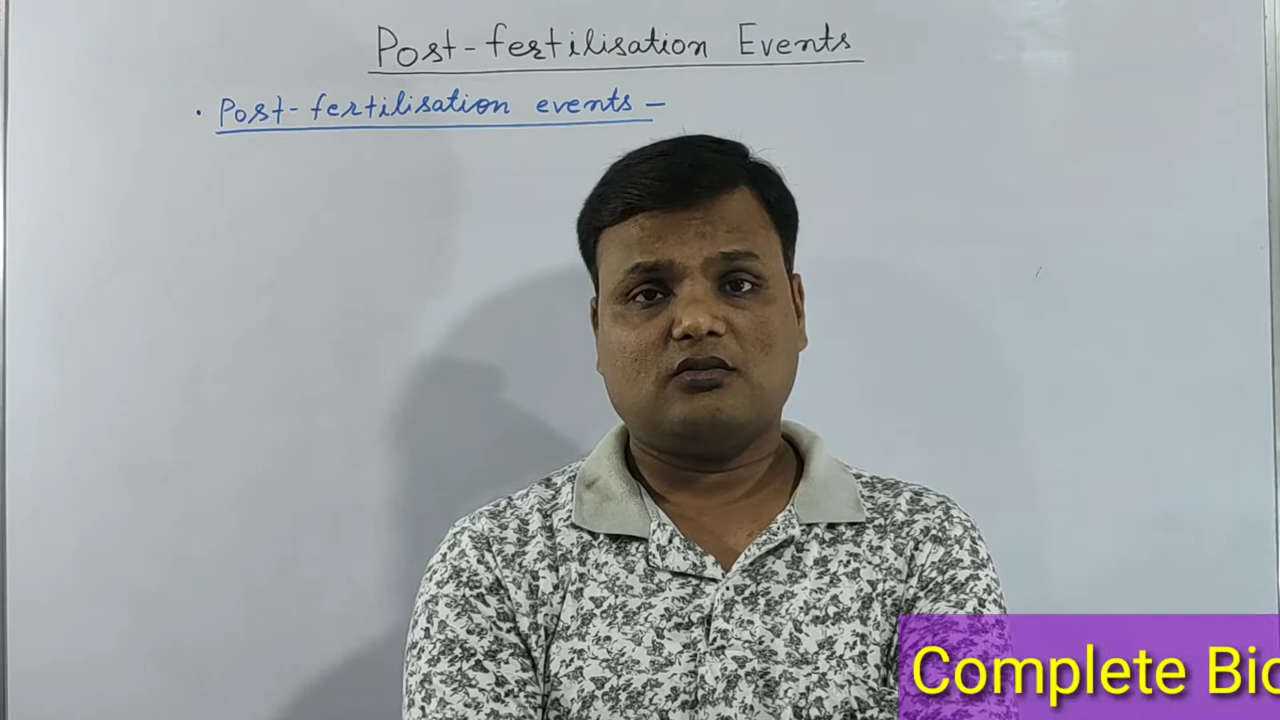 Post-fertilisation Events
· Post-fertilisation events –
Complete Bio